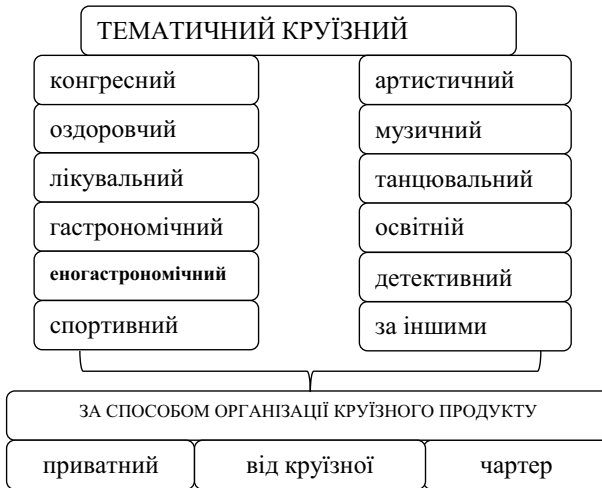 ТЕМАТИЧНИЙ КРУЇЗНИЙ
конгресний
оздоровчий
лікувальний
гастрономічний
еногастрономічний
спортивний
артистичний
музичний
танцювальний
освітній
детективний
за іншими
ЗА СПОСОБОМ ОРГАНІЗАЦІЇ КРУЇЗНОГО ПРОДУКТУ
приватний
від круїзної
чартер